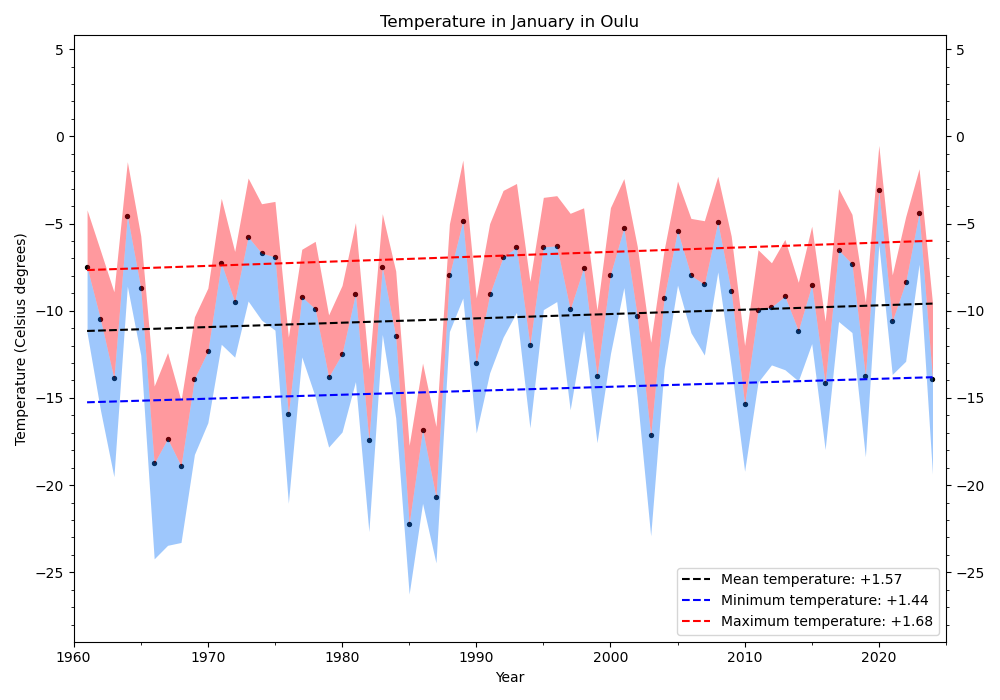 Temperature in January in Oulu
5
0
−5
−10
−15
−20
−25
5
0
−5
−10
−15
−20
−25
Temperature (Celsius degrees)
Mean temperature: +1.57
Minimum temperature: +1.44
Maximum temperature: +1.68
1960 1970 1980 1990 2000 2010 2020
Year